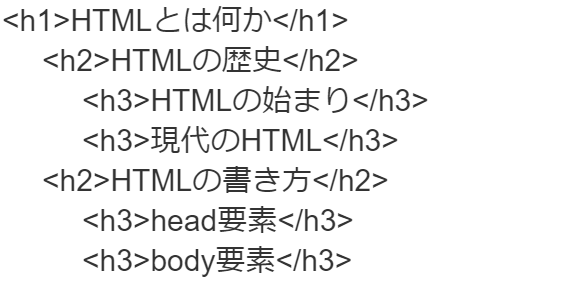 <h1>HTMLとは何か</h1>
<h2>HTMLの歴史</h2>
<h3>HTMLの始まり</h3>
<h3>現代のHTML</h3>
<h2>HTMLの書き方</h2>
<h3>head要素</h3>
<h3>body要素</h3>